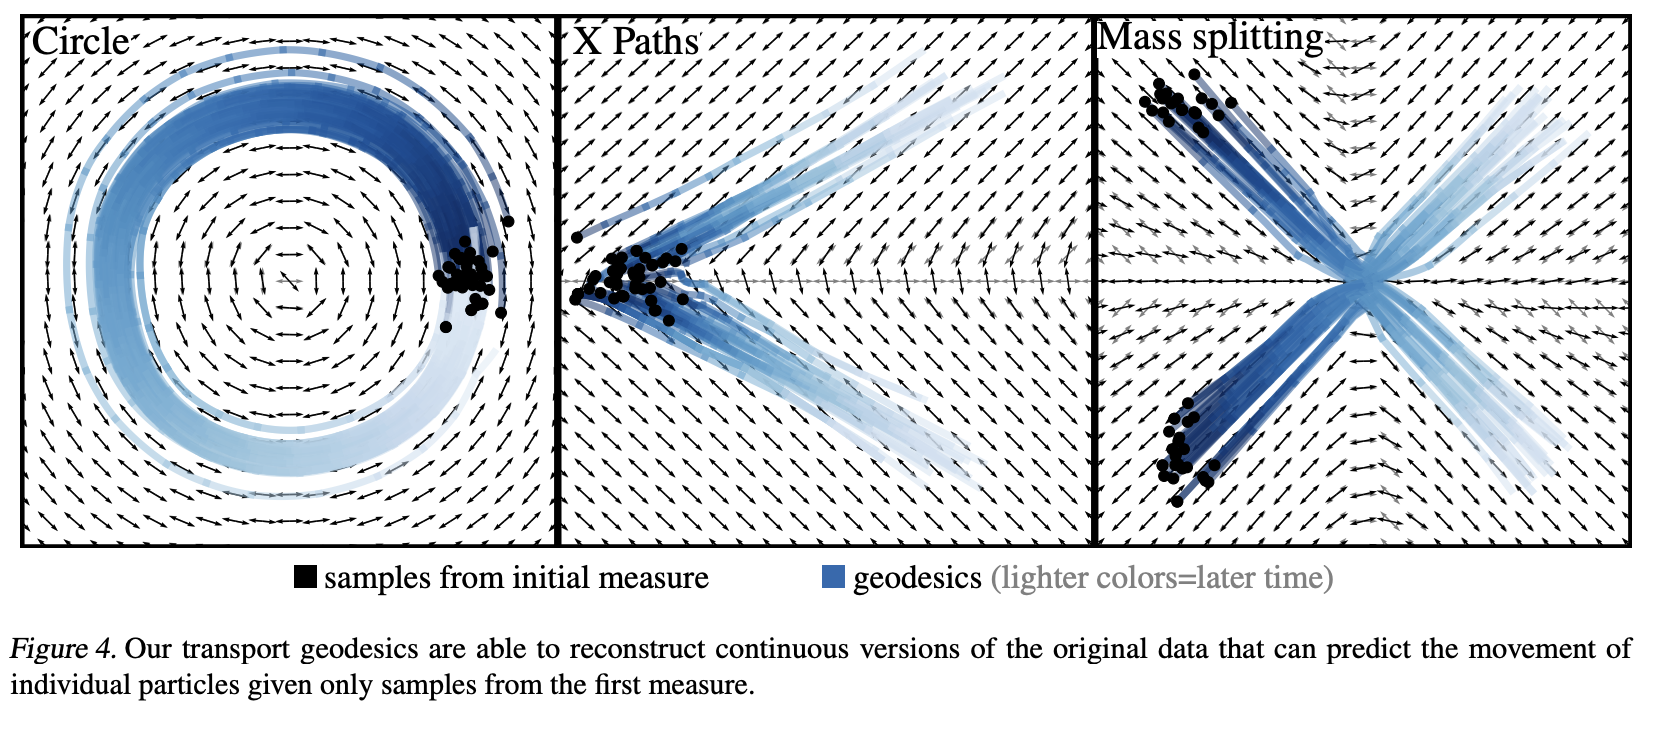 Circle
X Paths
Mass splitting
samples from initial measure
geodesics (lighter colors=later time)
Figure 4. Our transport geodesics are able to reconstruct continuous versions of the original data that can predict the movement of
individual particles given only samples from the first measure.